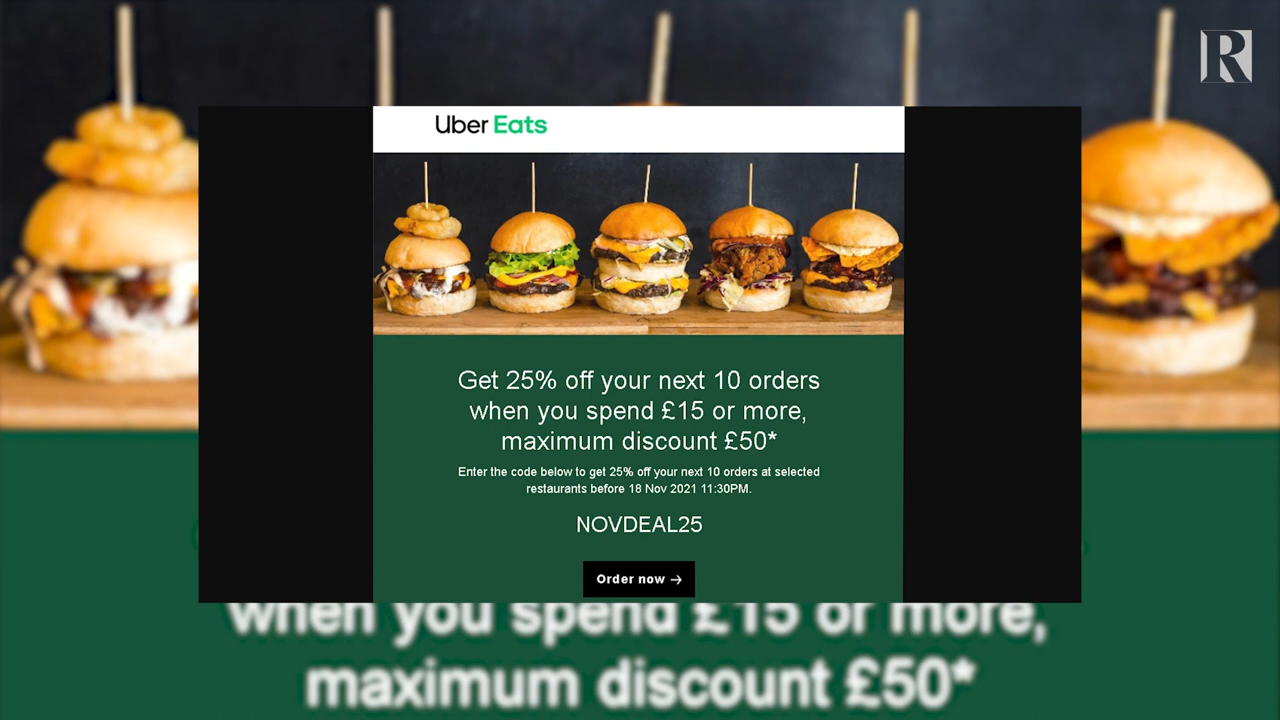 R
Uber Eats
Get 25% off your next 10 orders
when you spend £15 or more,
maximum discount £50*
Enter the code below to get 25% off your next 10 orders at selected
restaurants before 18 Nov 2021 11:30PM.
NOVDEAL25
Order now →
when you spend £15 or more,
maximum discount £50*